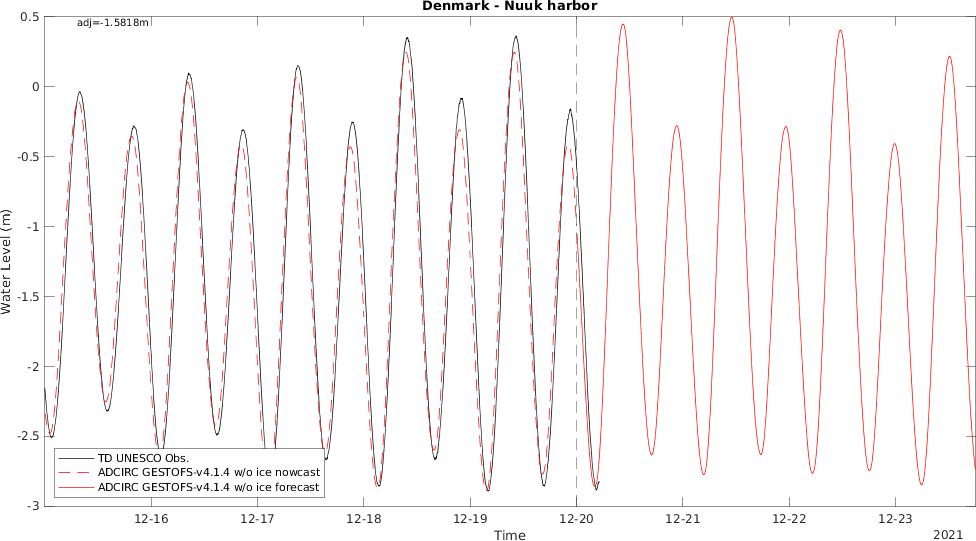 Denmark - Nuuk harbor
adj=-1.5818m
0.5
0
-0.5
-1
-1.5
-2
-2.5
-3
Water Level (m)
TD UNESCO Obs.
ADCIRC GESTOFS-v4.1.4 w/o ice nowcast
ADCIRC GESTOFS-v4.1.4 w/o ice forecast
12-16 12-17 12-18 12-19 12-20 12-21 12-22 12-23
Time
2021